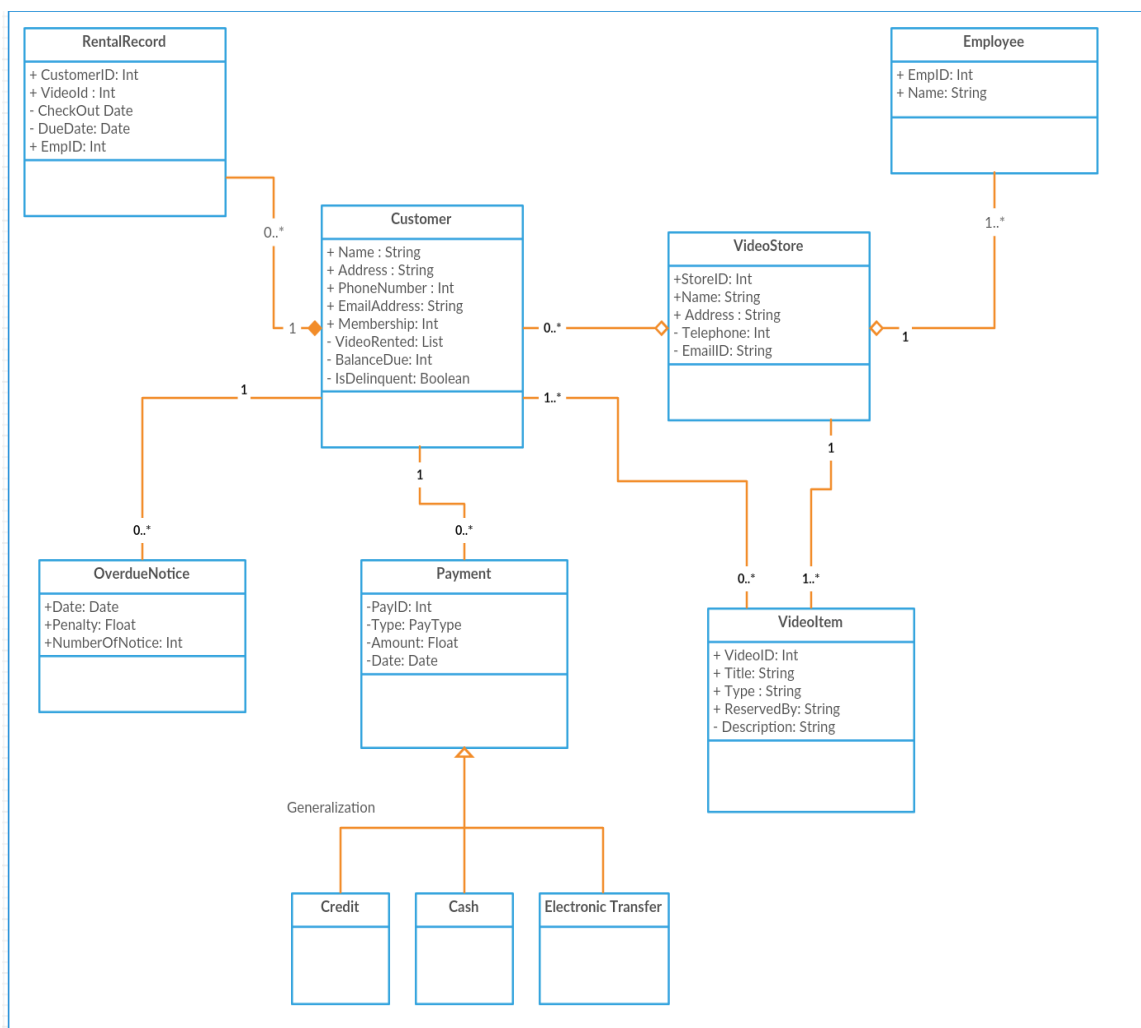 RentalRecord
+ CustomerID: Int
+ VideoId : Int
- CheckOut Date
- DueDate: Date
+ EmpID: Int
Employee
+ EmpID: Int
+ Name: String
0..*
1
1..*
Customer
+ Name : String
+ Address : String
+ PhoneNumber : Int
+ EmailAddress: String
+ Membership: Int
- VideoRented: List
- BalanceDue: Int
- IsDelinquent: Boolean
0..*
VideoStore
+StoreID: Int
+Name: String
+ Address : String
- Telephone: Int
- EmailID: String
1
1
1..*
1
1
0..*
0..*
0..*
1..*
OverdueNotice
+Date: Date
+Penalty: Float
+NumberOfNotice: Int
Payment
-PayID: Int
-Type: PayType
-Amount: Float
-Date: Date
VideoItem
+ VideoID: Int
+ Title: String
+ Type : String
+ ReservedBy: String
- Description: String
Generalization
Credit
Cash
Electronic Transfer